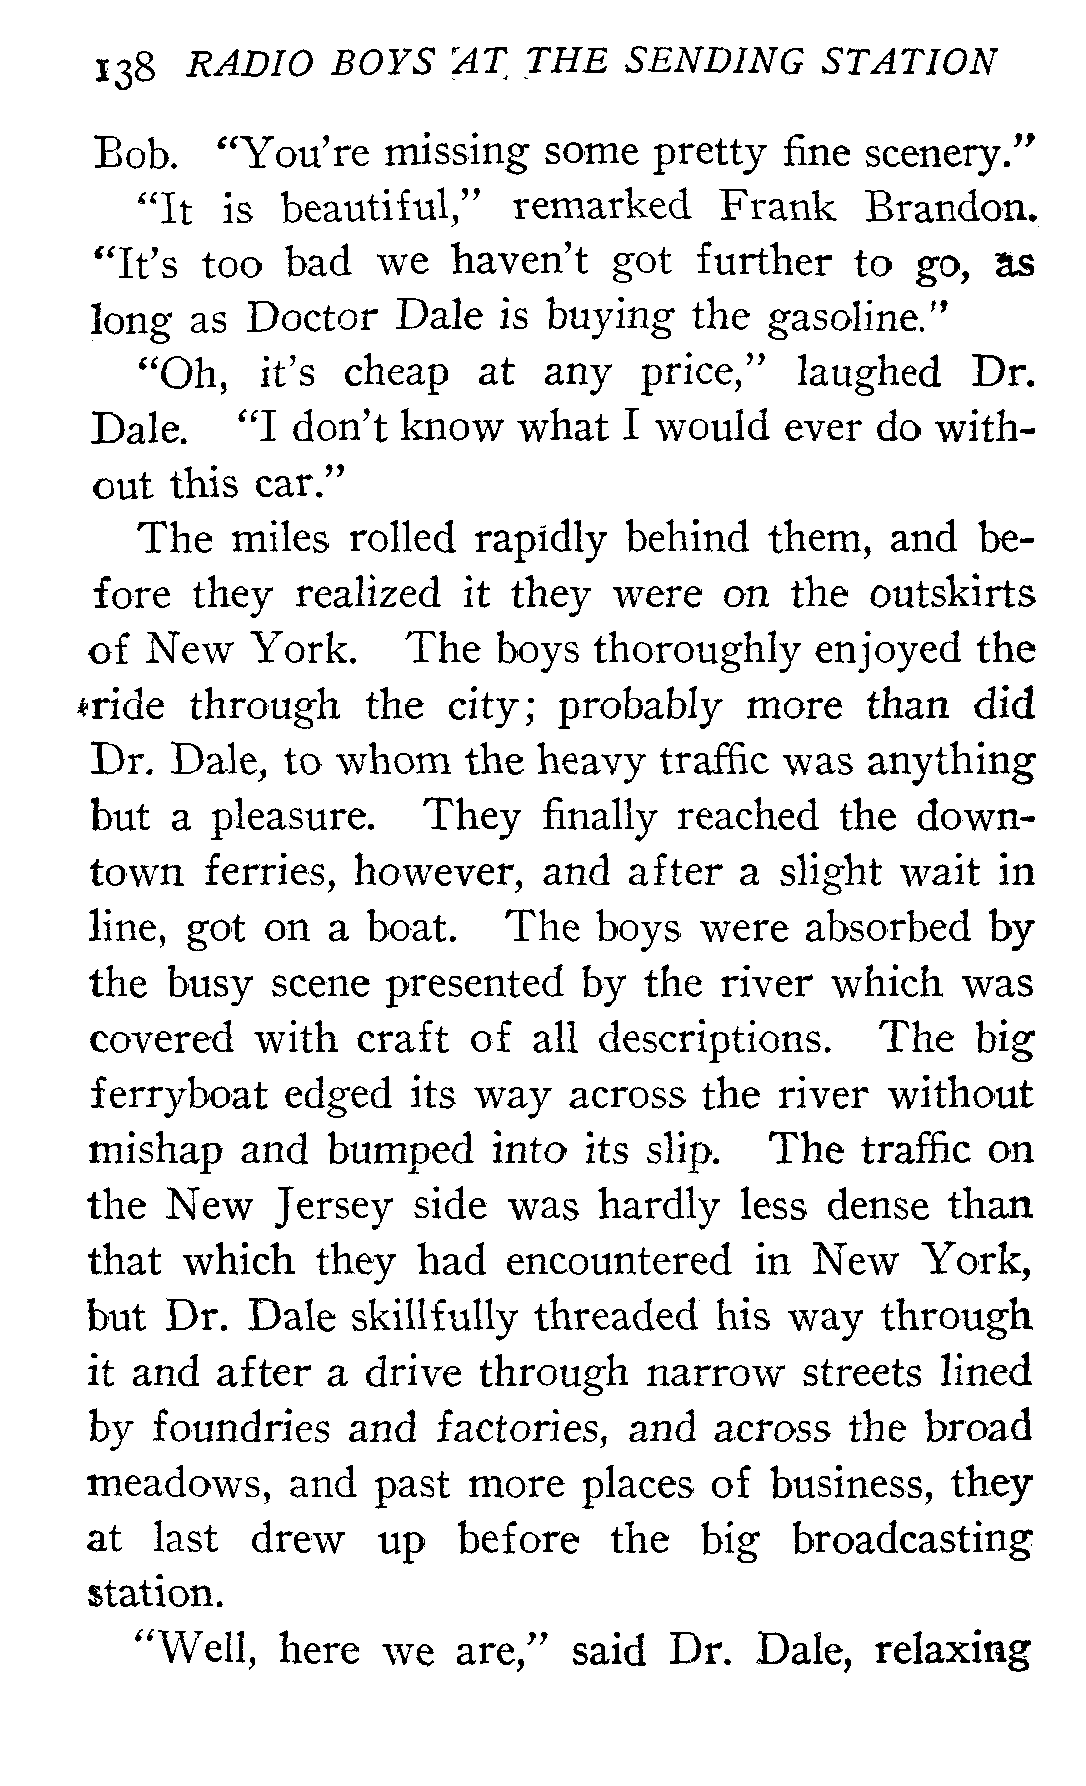 138 RADIO BOYS AT THE SENDING STATION
Bob. “You’re missing some pretty fine scenery.”
“It is beautiful,” remarked Frank Brandon.
“It’s too bad we haven’t got further to go, as
long as Doctor Dale is buying the gasoline.”
“Oh, it’s cheap at any price,” laughed Dr.
Dale. “I don’t know what I would ever do with-
out this car.”
The miles rolled rapidly behind them, and be-
fore they realized it they were on the outskirts
of New York. The boys thoroughly enjoyed the
ride through the city; probably more than did
Dr. Dale, to whom the heavy traffic was anything
but a pleasure. They finally reached the down-
town ferries, however, and after a slight wait in
line, got on a boat. The boys were absorbed by
the busy scene presented by the river which was
covered with craft of all descriptions. The big
ferryboat edged its way across the river without
mishap and bumped into its slip. The traffic on
the New Jersey side was hardly less dense than
that which they had encountered in New York,
but Dr. Dale skillfully threaded his way through
it and after a drive through narrow streets lined
by foundries and factories, and across the broad
meadows, and past more places of business, they
at last drew up before the big broadcasting
station.
“Well, here we are,” said Dr. Dale, relaxing